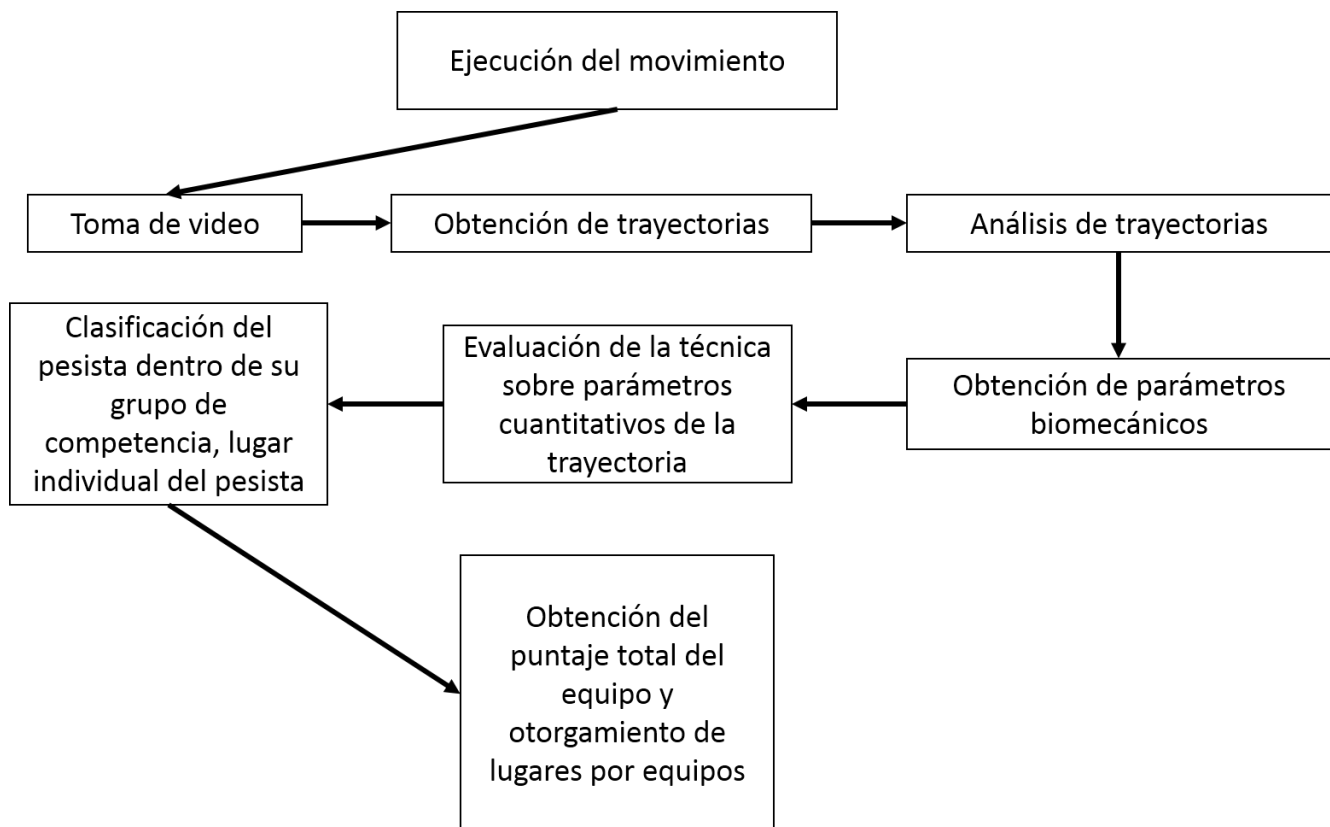 Ejecución del movimiento
Toma de video
Obtención de trayectorias
Análisis de trayectorias
Obtención de parámetros
biomecánicos
Evaluación de la técnica
sobre parámetros
cuantitativos de la
trayectoria
Clasificación del
pesista dentro de su
grupo de
competencia, lugar
individual del pesista
Obtención del
puntaje total del
equipo y
otorgamiento de
lugares por equipos